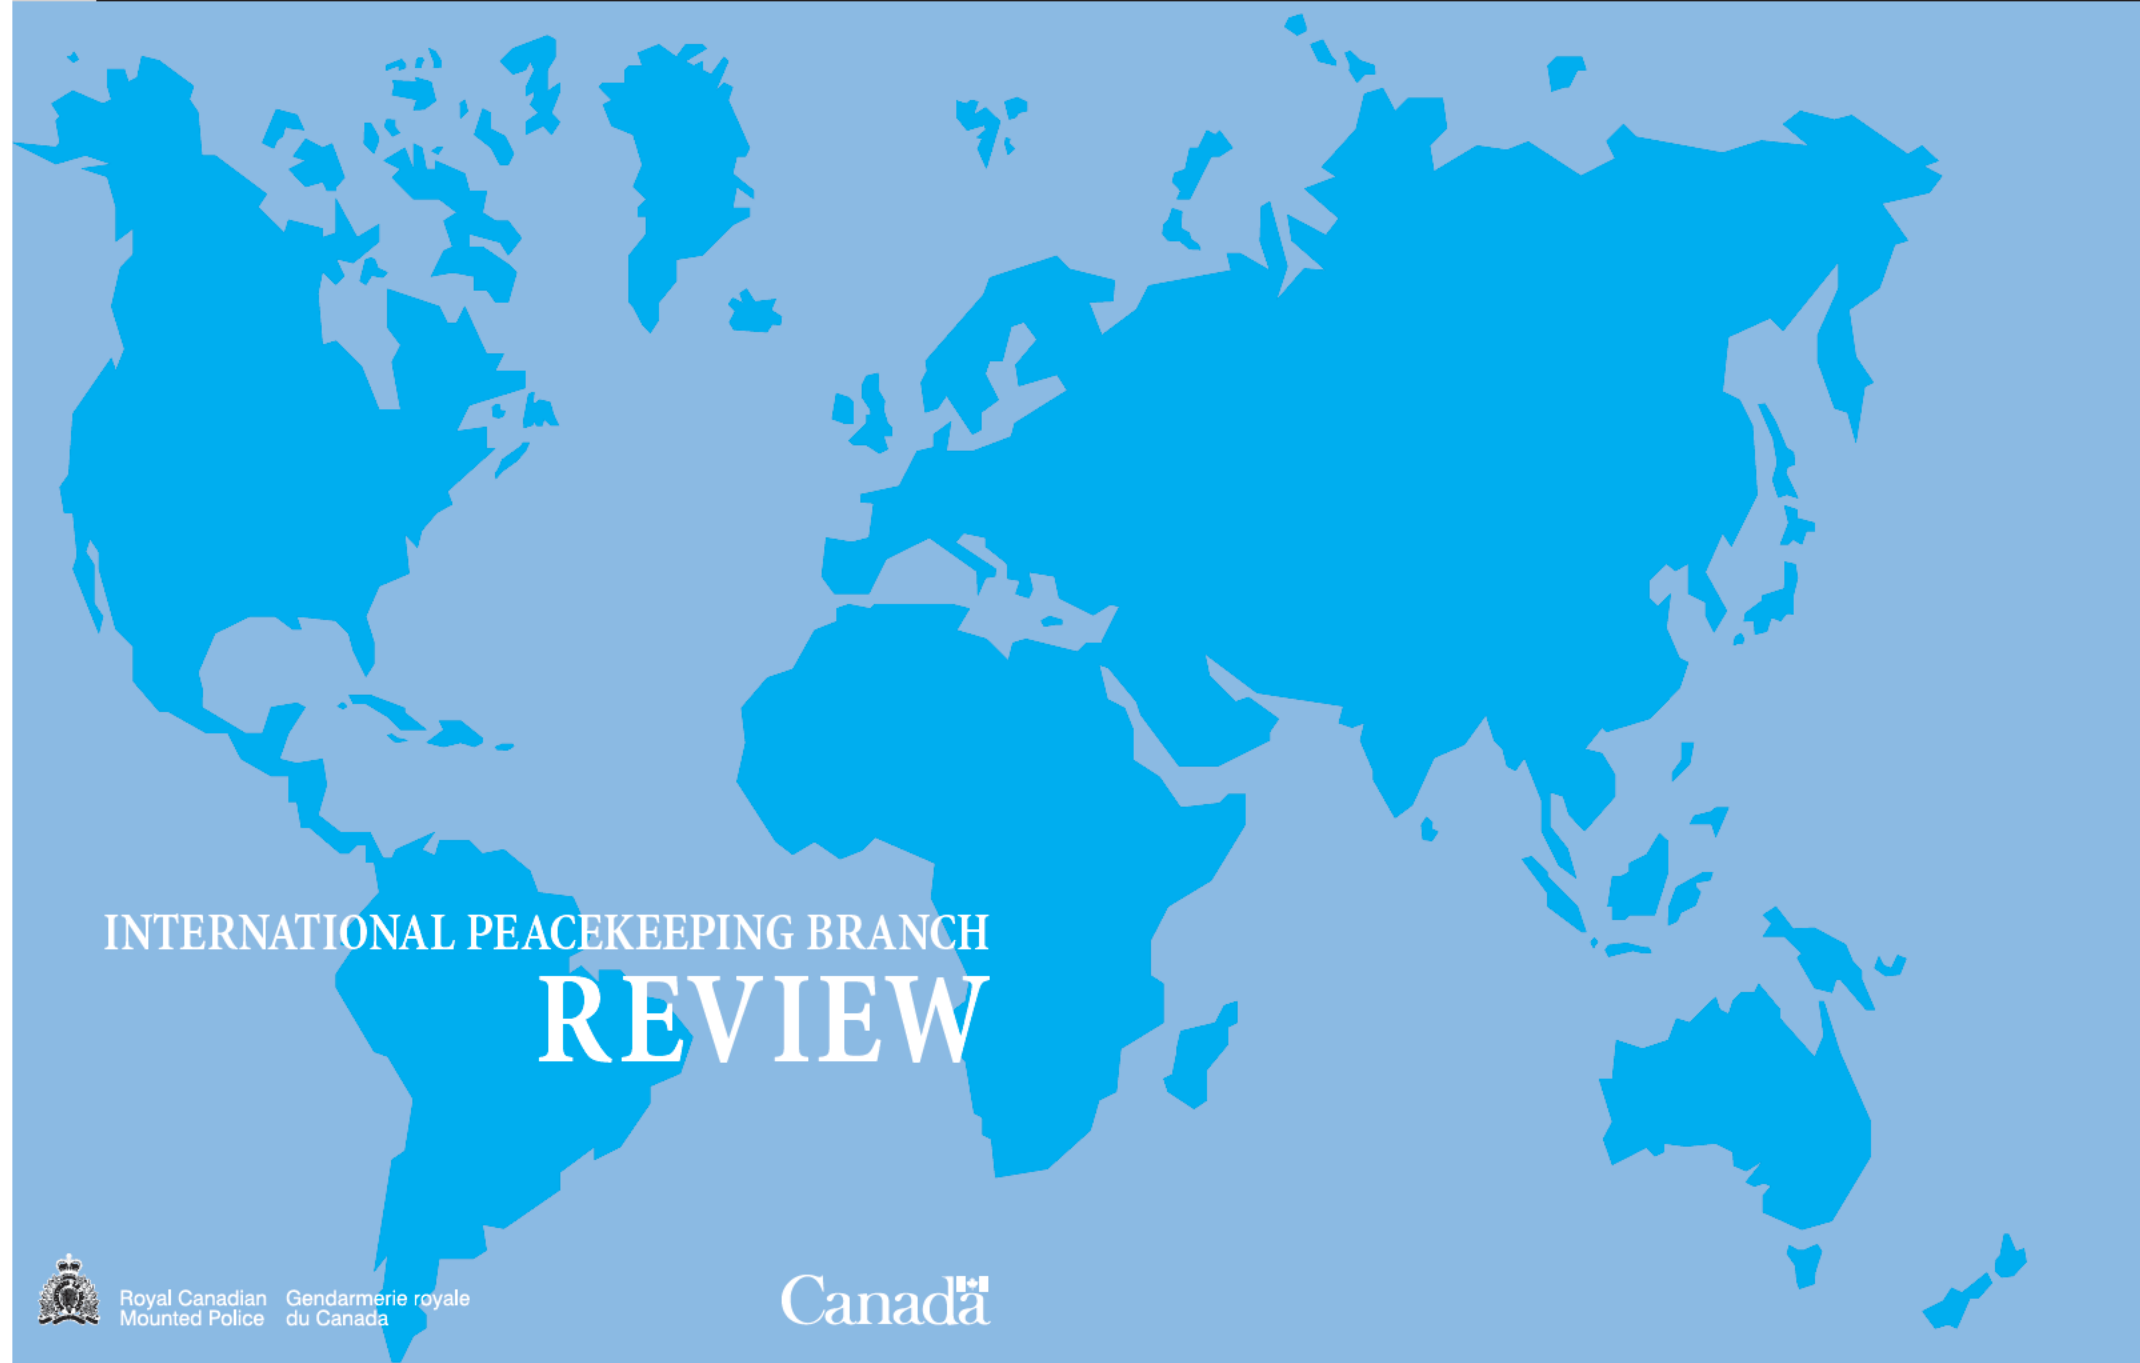 INTERNATIONAL PEACEKEEPING BRANCH
REVIEW
Royal Canadian Gendarmerie royale
Mounted Police du Canada
Canada